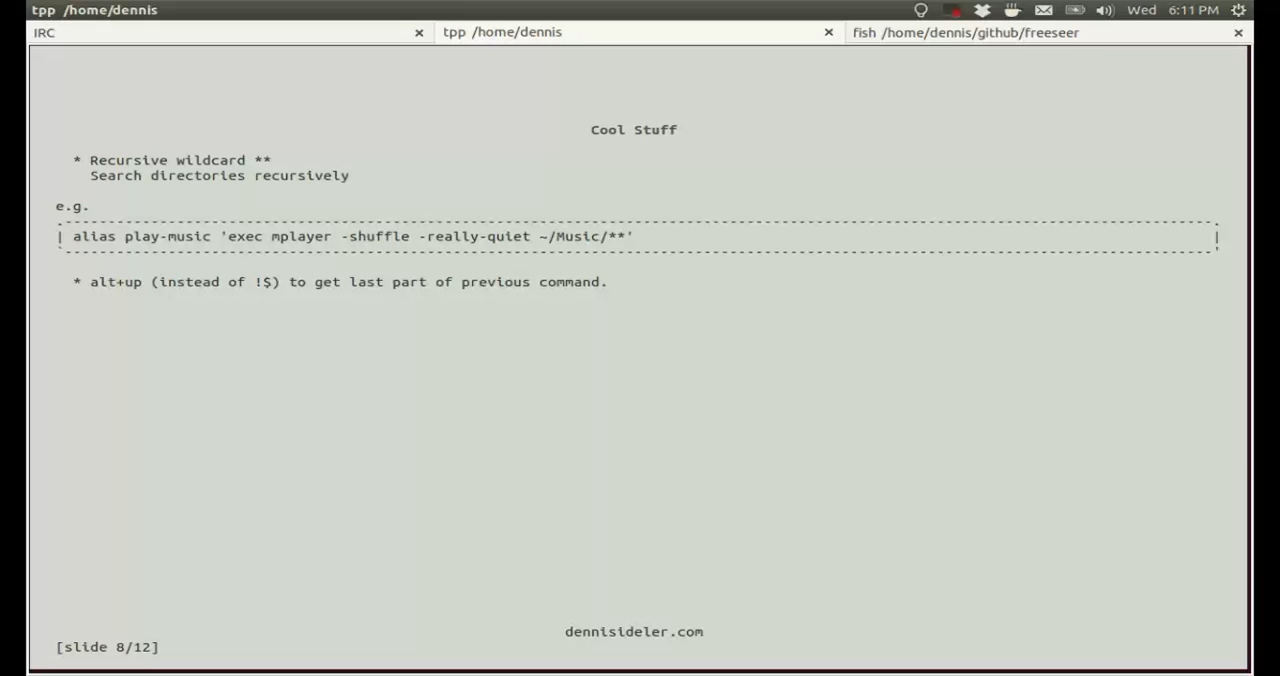 tpp /home/dennis
Wed 6:11 PM
IRC × tpp /home/dennis × fish /home/dennis/github/freeseer ×
Cool Stuff
* Recursive wildcard **
Search directories recursively
e.g.
| alias play-music 'exec mplayer -shuffle -really-quiet ~/Music/**' |
* alt+up (instead of !$) to get last part of previous command.
dennisideler.com
[slide 8/12]